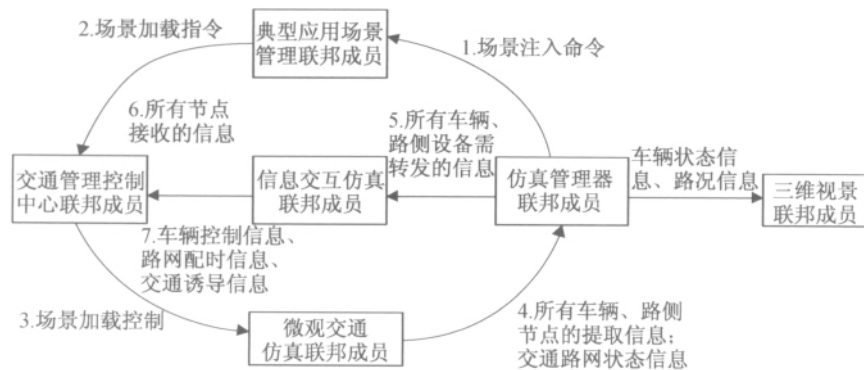 2.场景加载指令
典型应用场景
管理联邦成员
1.场景注入命令
6.所有节点
接收的信息
5.所有车辆、
路侧设备需
转发的信息
车辆状态信
息、路况信息
交通管理控制
中心联邦成员
信息交互仿真
联邦成员
仿真管理器
联邦成员
三维视景
联邦成员
7.车辆控制信息、
路网配时信息、
交通诱导信息
3.场景加载控制
微观交通
仿真联邦成员
4.所有车辆、路侧
节点的提取信息;
交通路网状态信息